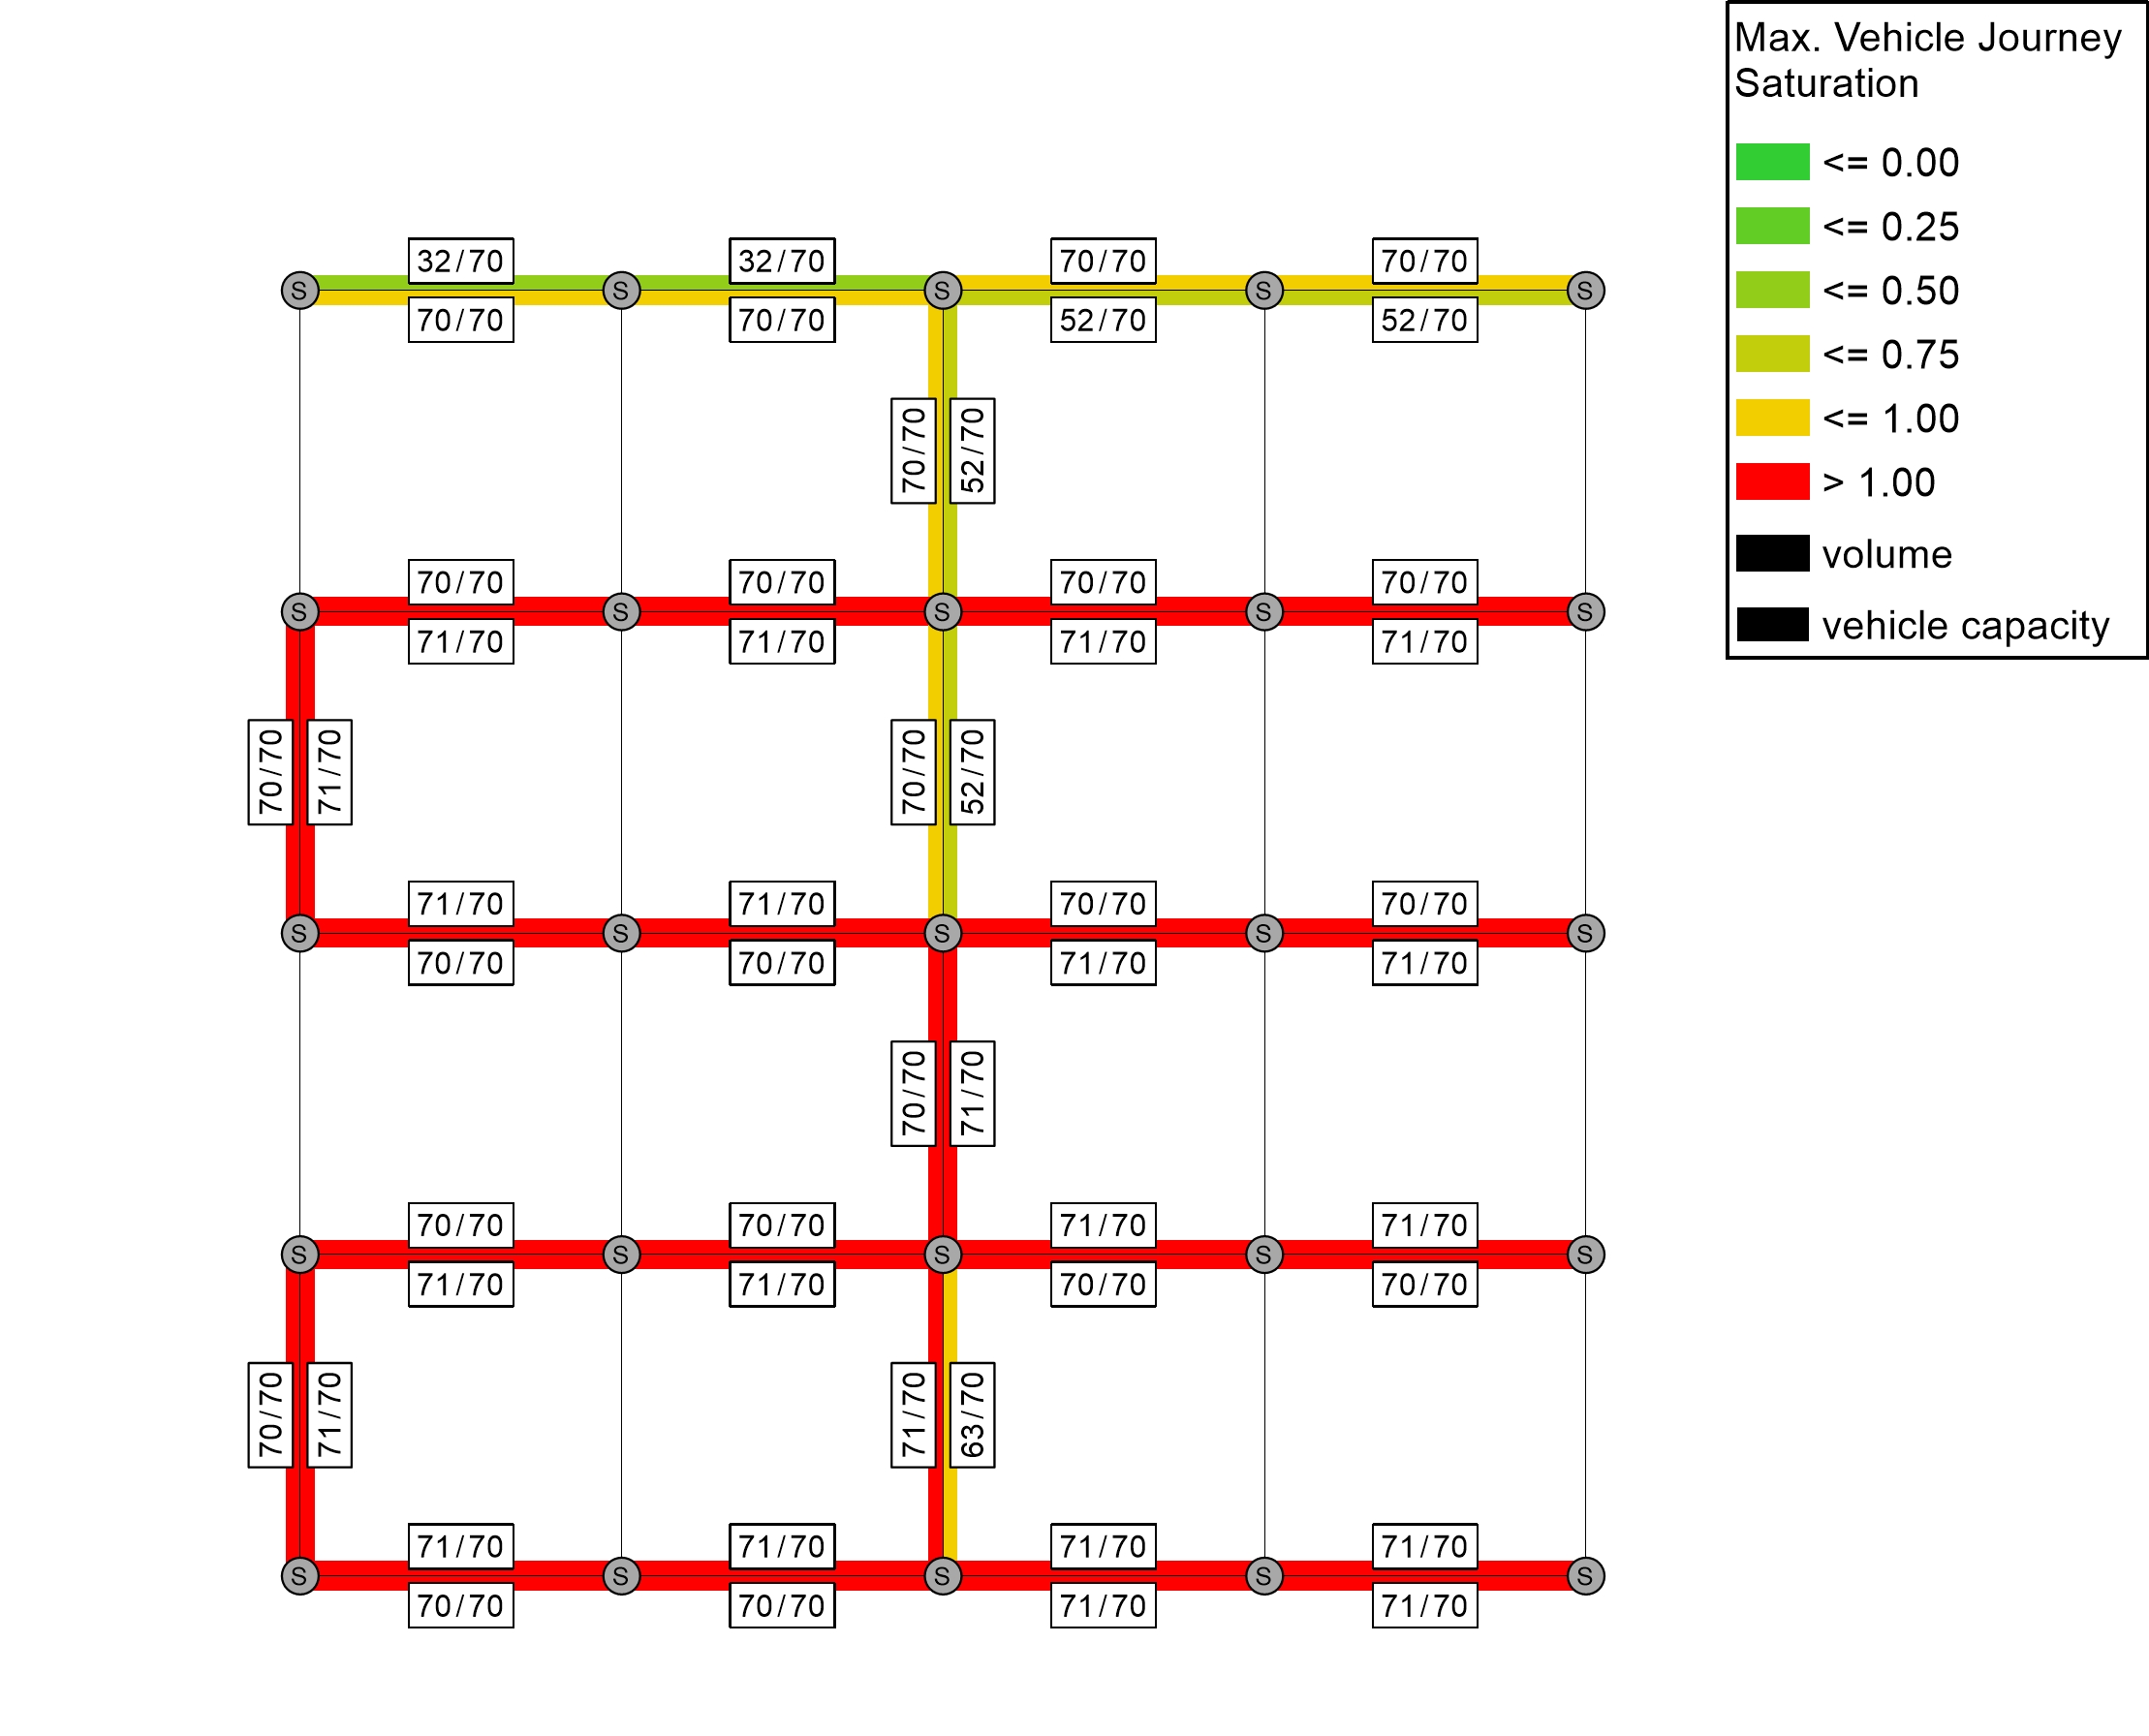 Max. Vehicle Journey
Saturation
<= 0.00
<= 0.25
<= 0.50
<= 0.75
<= 1.00
> 1.00
volume
vehicle capacity
32/70 32/70 70/70 70/70
S S S S S
70/70 70/70 52/70 52/70
70/70 52/70
70/70 70/70 70/70 70/70
S S S S S
71/70 71/70 71/70 71/70
70/70 71/70 70/70 52/70
71/70 71/70 70/70 70/70
S S S S S
70/70 70/70 71/70 71/70
70/70 71/70
70/70 70/70 71/70 71/70
S S S S S
71/70 71/70 70/70 70/70
70/70 71/70 71/70 63/70
71/70 71/70 71/70 71/70
S S S S S
70/70 70/70 71/70 71/70